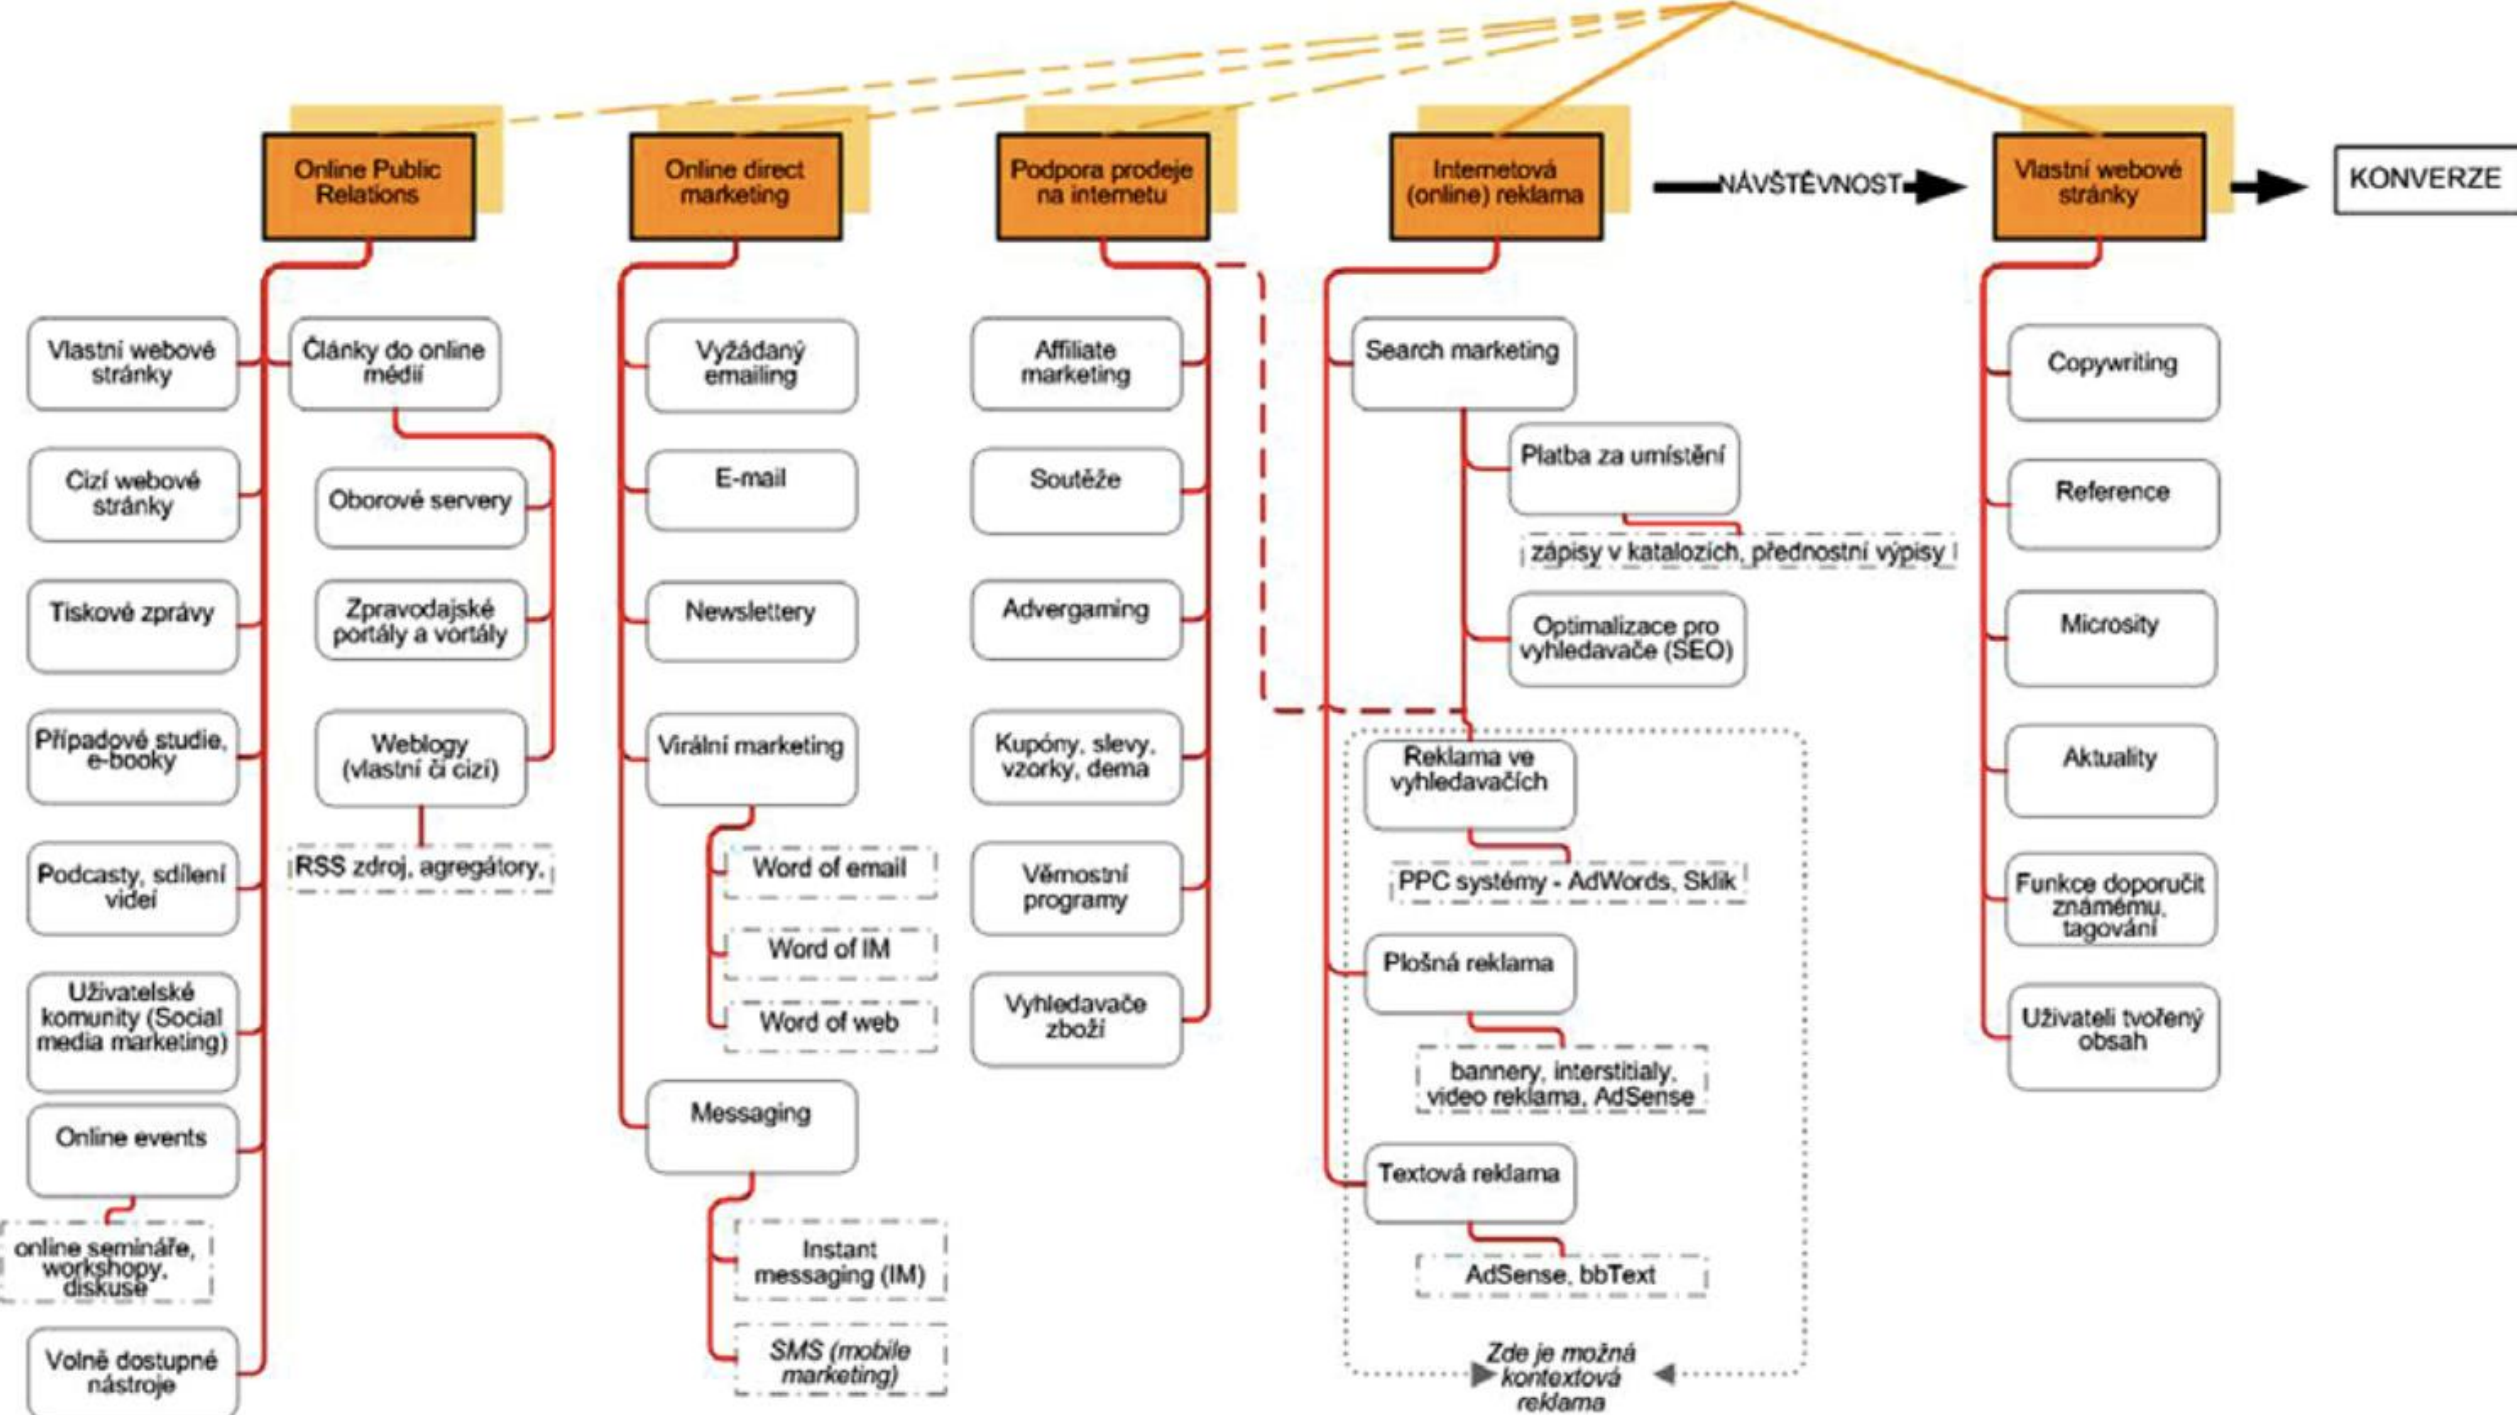 Online Public
Relations
Online direct
marketing
Podpora prodeje
na internetu
Internetová
(online) reklama
NÁVŠTĚVNOST
Vlastní webové
stránky
KONVERZE
Vlastní webové
stránky
Cizí webové
stránky
Tiskové zprávy
Případové studie,
e-booky
Podcasty, sdílení
videí
Uživatelské
komunity (Social
media marketing)
Online events
online semináře,
workshopy,
diskuse
Volně dostupné
nástroje
Články do online
médií
Oborové servery
Zpravodajské
portály a vortály
Weblogy
(vlastní či cizí)
RSS zdroj, agregátory,
Vyžádaný
emailing
E-mail
Newslettery
Virální marketing
Word of email
Word of IM
Word of web
Messaging
Instant
messaging (IM)
SMS (mobile
marketing)
Affiliate
marketing
Soutěže
Advergaming
Kupóny, slevy,
vzorky, dema
Věrnostní
programy
Vyhledavače
zboží
Search marketing
Platba za umístění
zápisy v katalozích, přednostní výpisy
Optimalizace pro
vyhledavače (SEO)
Reklama ve
vyhledavačích
PPC systémy - AdWords, Sklik
Plošná reklama
bannery, interstitialy,
video reklama, AdSense
Textová reklama
AdSense, bbText
Zde je možná
kontextová
reklama
Copywriting
Reference
Microsity
Aktuality
Funkce doporučit
známému,
tagování
Uživateli tvořený
obsah